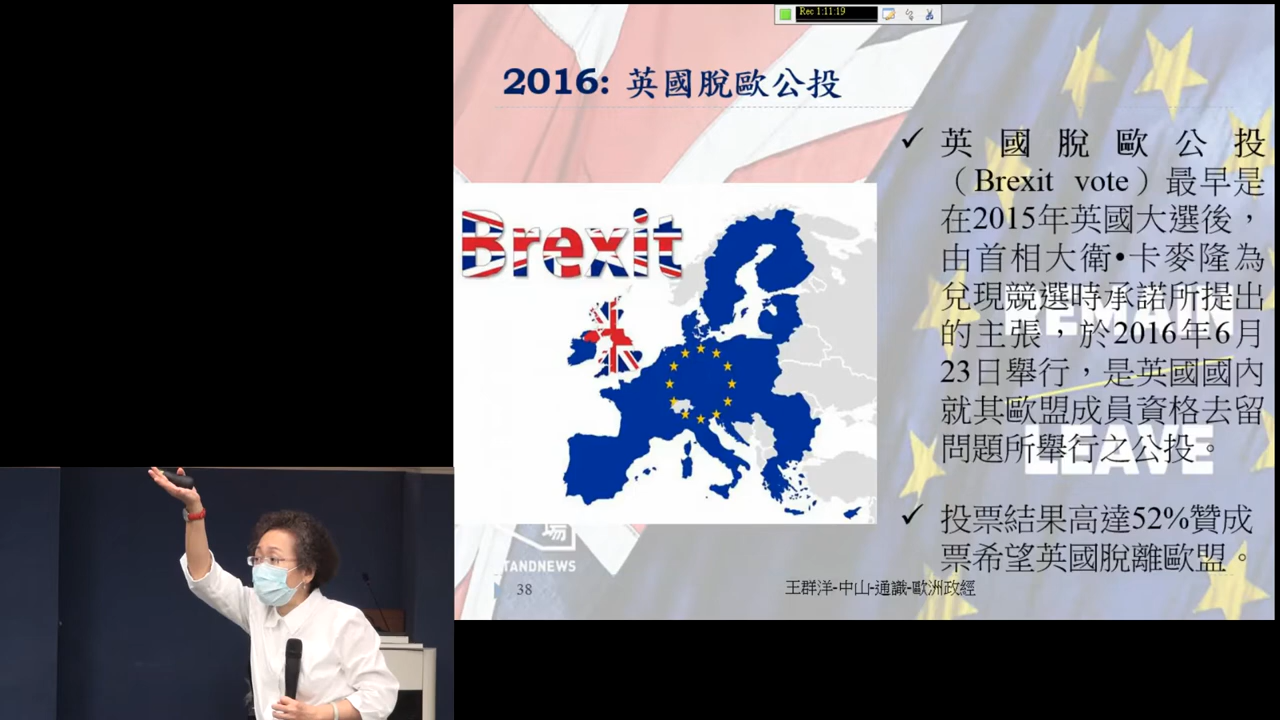 Rec 1:11:19
2016: 英國脫歐公投
Brexit
✓ 英國脫歐公投
（Brexit vote）最早是
在2015年英國大選後，
由首相大衛•卡麥隆為
兌現競選時承諾所提出
的主張，於2016年6月
23日舉行，是英國國內
就其歐盟成員資格去留
問題所舉行之公投。
✓ 投票結果高達52%贊成
票希望英國脫離歐盟。
REMAIN
LEAVE
場
STANDNEWS
38
王群洋-中山-通識-歐洲政經